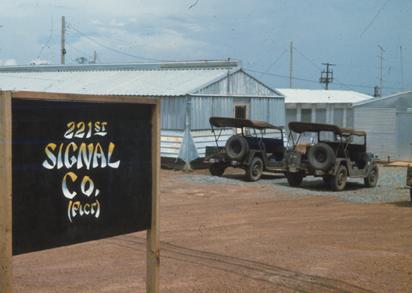 221ST
SIGNAL
CO.
(PICT)